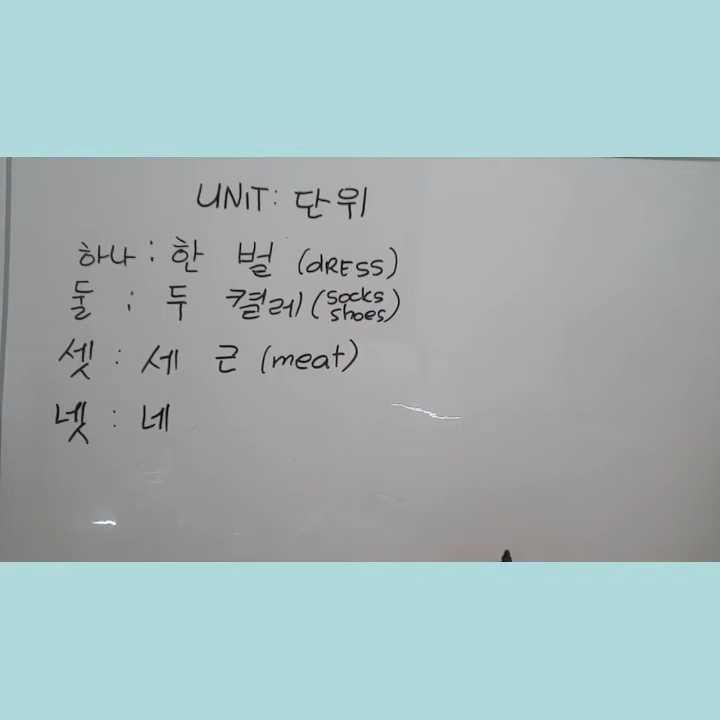 UNIT: 단위
하나 : 한 벌 (dRESS)
둘 : 두 켤레 (socks shoes)
셋 : 세 근 (meat)
넷 : 네